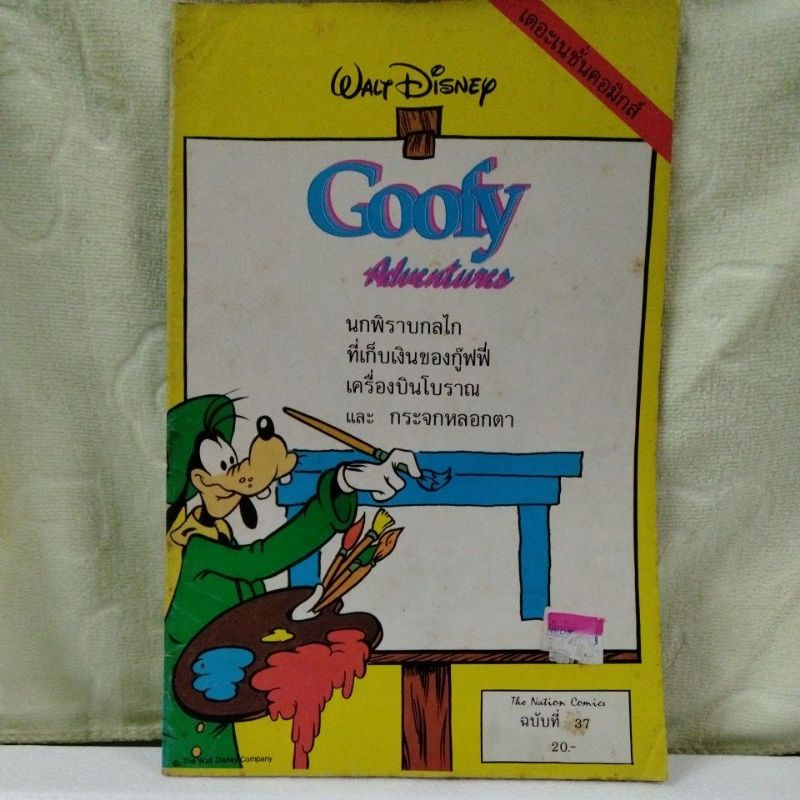 เดอะเนชั่นคอมิกส์
WALT DISNEY
Goofy
Adventures
นกพิราบกลไก
ที่เก็บเงินของกู๊ฟฟี่
เครื่องบินโบราณ
และ กระจกหลอกตา
The Nation Comics
ฉบับที่ 37
20.-
The Walt Disney Company